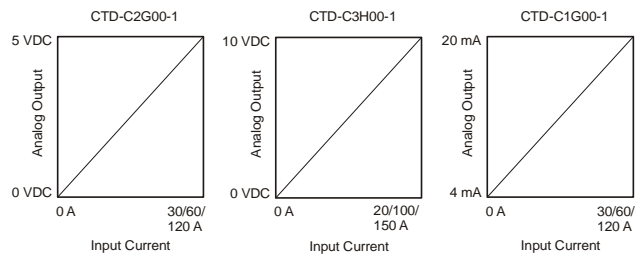 CTD-C2G00-1
5 VDC
Analog Output
0 VDC
0 A
30/60/
120 A
Input Current
CTD-C3H00-1
10 VDC
Analog Output
0 VDC
0 A
20/100/
150 A
Input Current
CTD-C1G00-1
20 mA
Analog Output
4 mA
0 A
30/60/
120 A
Input Current